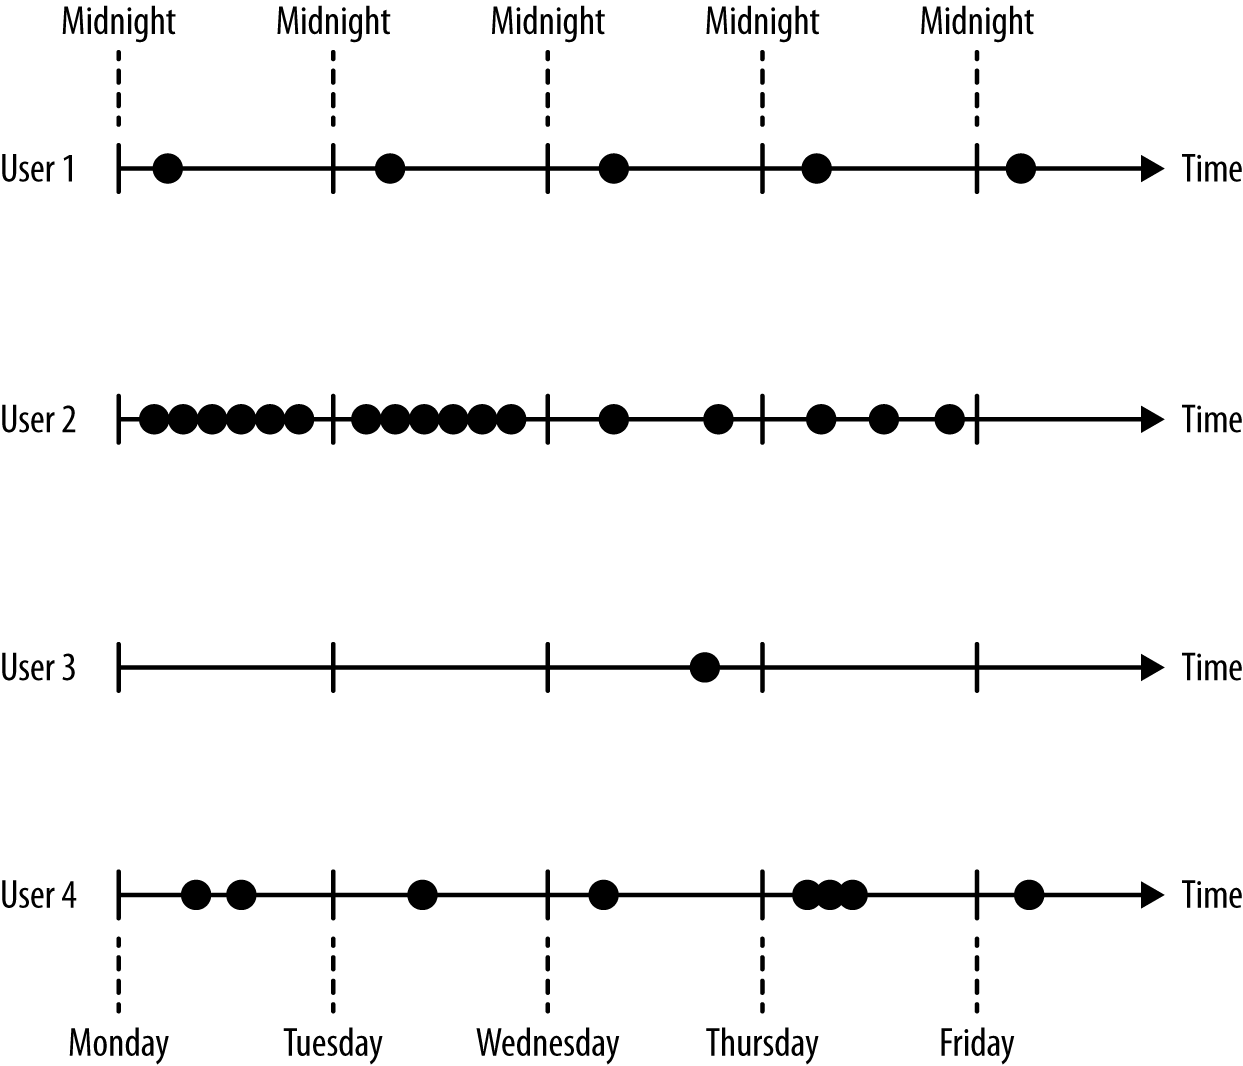 Midnight Midnight Midnight Midnight Midnight
User 1 Time
User 2 Time
User 3 Time
User 4 Time
Monday Tuesday Wednesday Thursday Friday